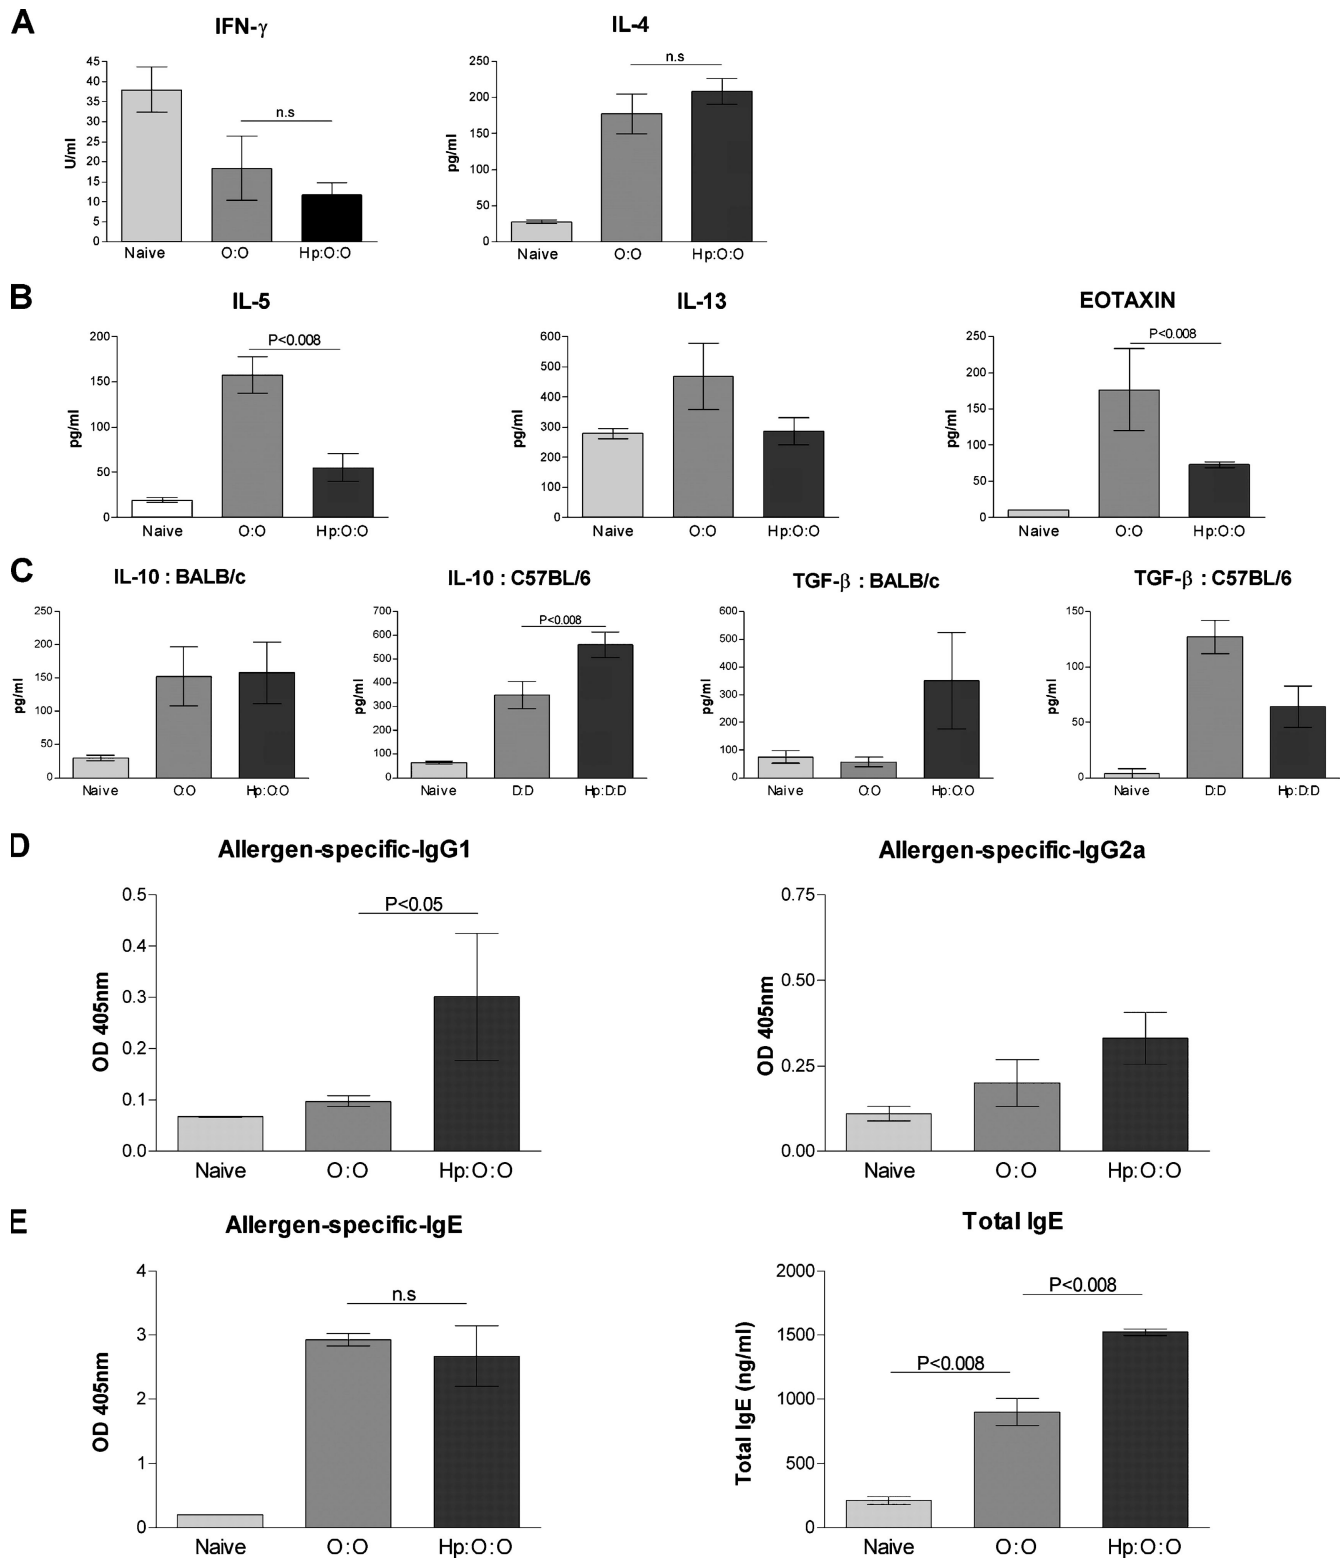 A
IFN-γ
IL-4
45
40
35
30
25
20
15
10
5
0
U/ml
n.s
Naive
O:O
Hp:O:O
250
200
150
100
50
0
pg/ml
n.s
Naive
O:O
Hp:O:O
B
IL-5
IL-13
EOTAXIN
200
150
100
50
0
pg/ml
P<0.008
Naive
O:O
Hp:O:O
600
500
400
300
200
100
0
pg/ml
Naive
O:O
Hp:O:O
250
200
150
100
50
0
pg/ml
P<0.008
Naive
O:O
Hp:O:O
C
IL-10 : BALB/c
IL-10 : C57BL/6
TGF-β : BALB/c
TGF-β : C57BL/6
250
200
150
100
50
0
pg/ml
Naive
O:O
Hp:O:O
700
600
500
400
300
200
100
0
pg/ml
P<0.008
Naive
D:D
Hp:D:D
600
500
400
300
200
100
0
pg/ml
Naive
O:O
Hp:O:O
150
100
50
0
pg/ml
Naive
D:D
Hp:D:D
D
Allergen-specific-IgG1
Allergen-specific-IgG2a
0.5
0.4
0.3
0.2
0.1
0.0
OD 405nm
P<0.05
Naive
O:O
Hp:O:O
0.75
0.50
0.25
0.00
OD 405nm
Naive
O:O
Hp:O:O
E
Allergen-specific-IgE
Total IgE
4
3
2
1
0
OD 405nm
n.s
Naive
O:O
Hp:O:O
2000
1500
1000
500
0
Total IgE (ng/ml)
P<0.008
P<0.008
Naive
O:O
Hp:O:O